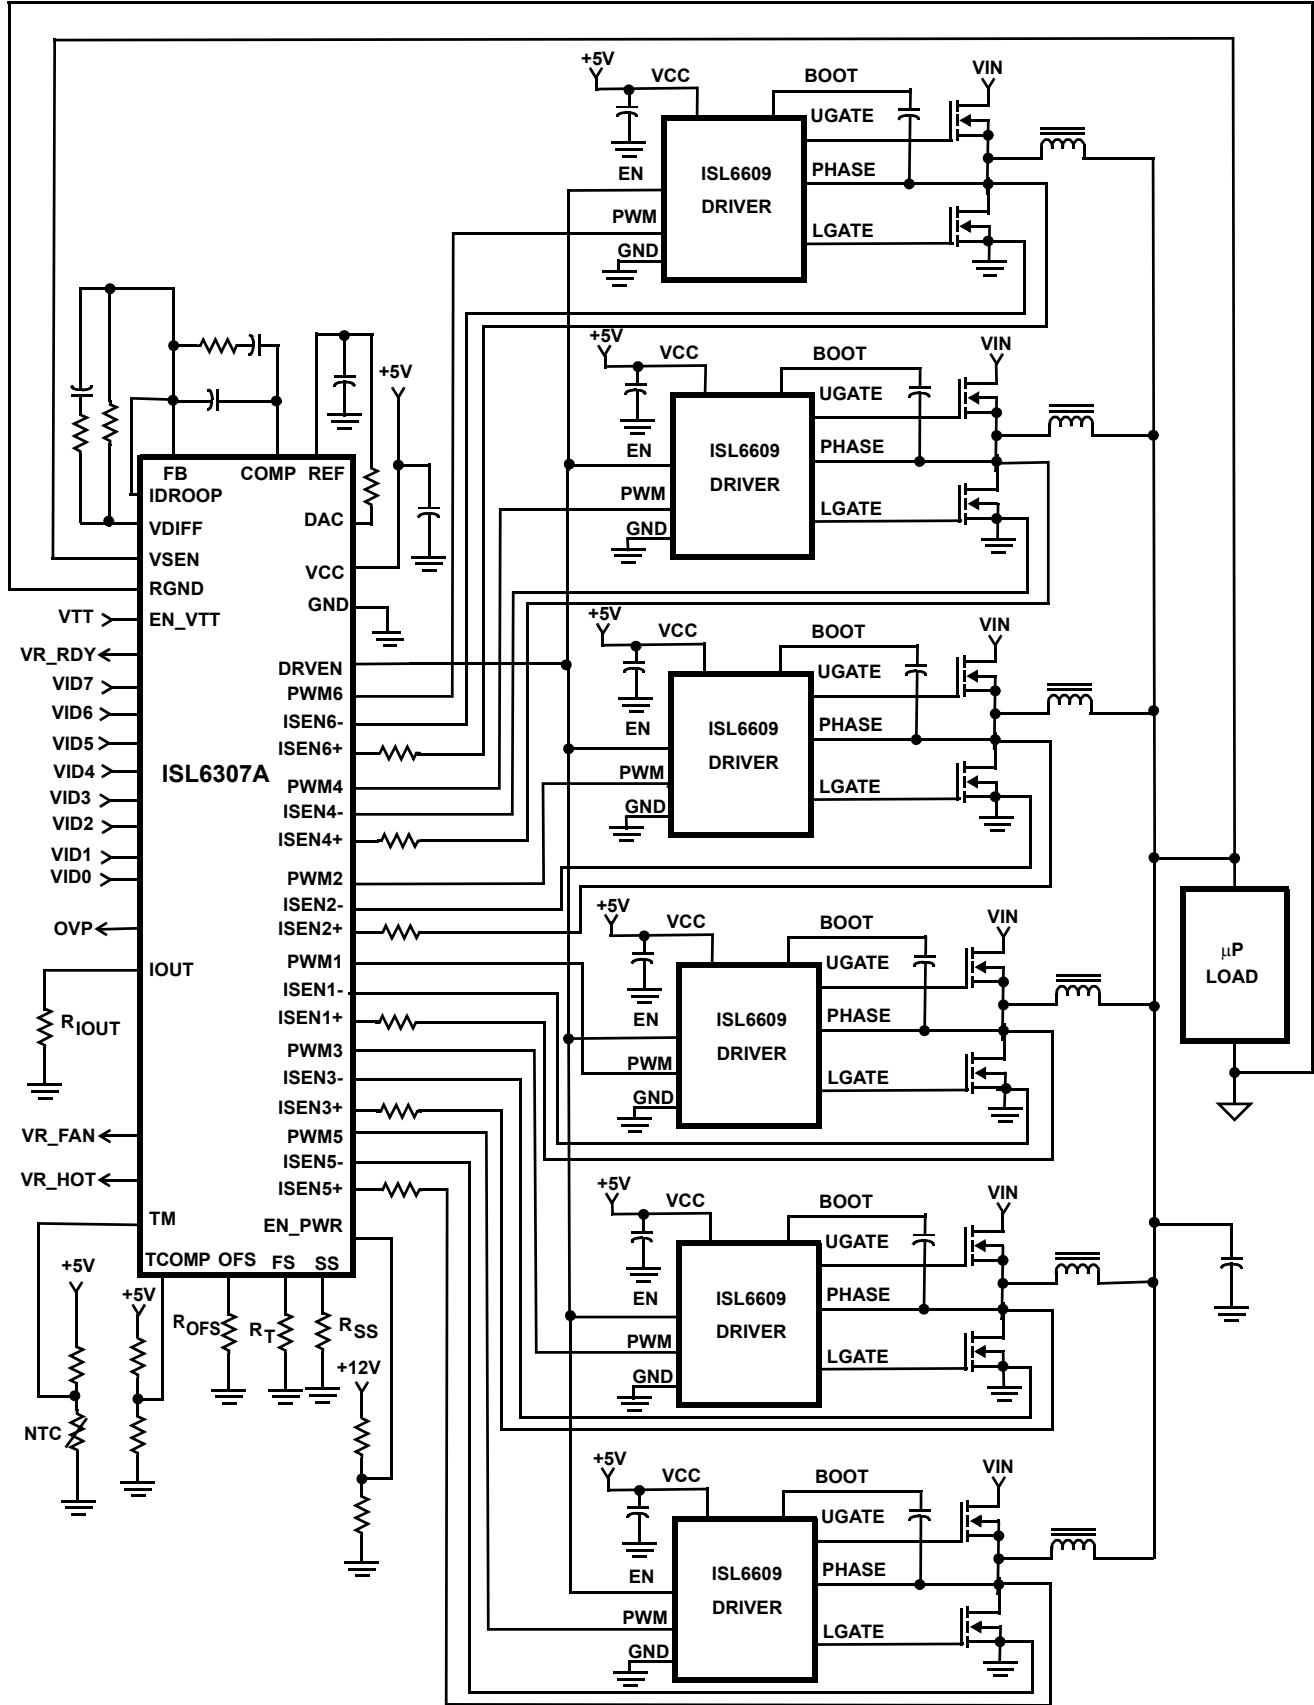 +5V
VCC
BOOT
VIN
UGATE
EN
ISL6609
DRIVER
PHASE
PWM
LGATE
GND
+5V
VCC
BOOT
VIN
UGATE
EN
ISL6609
DRIVER
PHASE
PWM
LGATE
GND
+5V
VCC
BOOT
VIN
UGATE
EN
ISL6609
DRIVER
PHASE
PWM
LGATE
GND
+5V
VCC
BOOT
VIN
UGATE
EN
ISL6609
DRIVER
PHASE
PWM
LGATE
GND
+5V
VCC
BOOT
VIN
UGATE
EN
ISL6609
DRIVER
PHASE
PWM
LGATE
GND
+5V
VCC
BOOT
VIN
UGATE
EN
ISL6609
DRIVER
PHASE
PWM
LGATE
GND
μP
LOAD
+5V
FB
COMP
REF
IDROOP
VDIFF
DAC
VSEN
VCC
RGND
GND
VTT
EN_VTT
VR_RDY
DRVEN
VID7
PWM6
VID6
ISEN6-
VID5
ISEN6+
VID4
ISL6307A
PWM4
VID3
ISEN4-
VID2
ISEN4+
VID1
VID0
PWM2
ISEN2-
OVP
ISEN2+
IOUT
PWM1
ISEN1-
RIOUT
ISEN1+
PWM3
ISEN3-
ISEN3+
VR_FAN
PWM5
ISEN5-
VR_HOT
ISEN5+
TM
EN_PWR
TCOMP
OFS
FS
SS
+5V
+5V
ROFS
RT
RSS
+12V
NTC